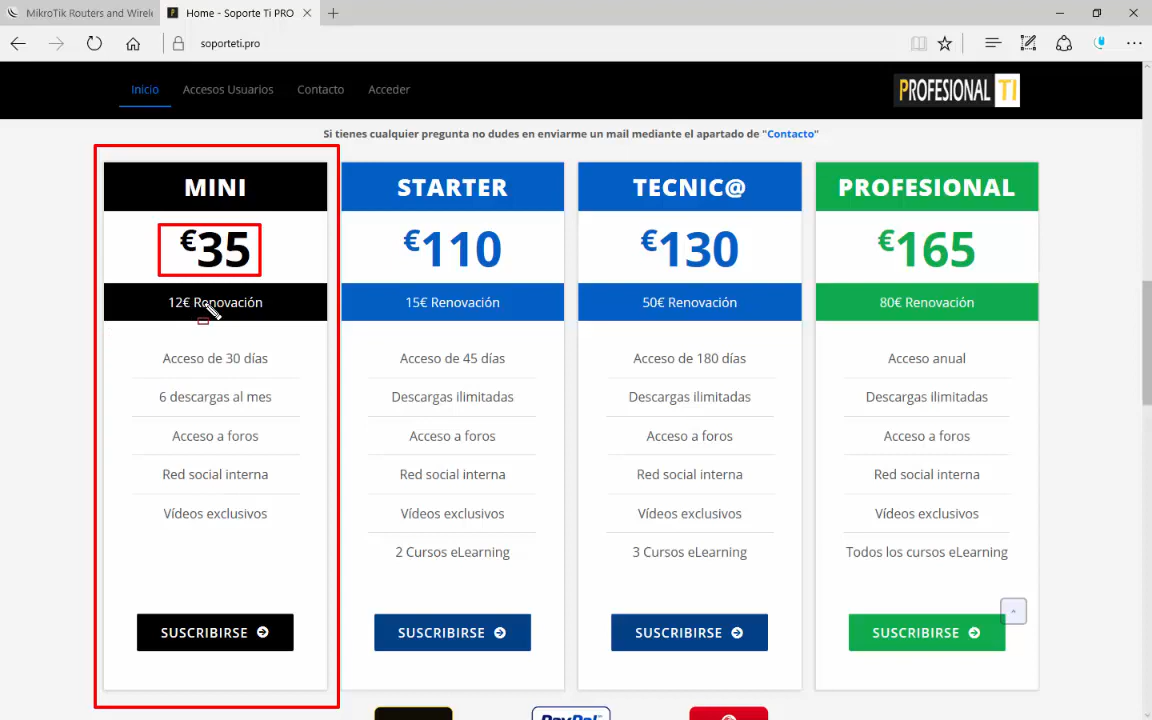 MikroTik Routers and Wirele
Home - Soporte Ti PRO
soporteti.pro
Inicio
Accesos Usuarios
Contacto
Acceder
PROFESIONAL TI
Si tienes cualquier pregunta no dudes en enviarme un mail mediante el apartado de "Contacto"
MINI
€35
12€ Renovación
Acceso de 30 días
6 descargas al mes
Acceso a foros
Red social interna
Vídeos exclusivos
SUSCRIBIRSE
STARTER
€110
15€ Renovación
Acceso de 45 días
Descargas ilimitadas
Acceso a foros
Red social interna
Vídeos exclusivos
2 Cursos eLearning
SUSCRIBIRSE
TECNIC@
€130
50€ Renovación
Acceso de 180 días
Descargas ilimitadas
Acceso a foros
Red social interna
Vídeos exclusivos
3 Cursos eLearning
SUSCRIBIRSE
PROFESIONAL
€165
80€ Renovación
Acceso anual
Descargas ilimitadas
Acceso a foros
Red social interna
Vídeos exclusivos
Todos los cursos eLearning
SUSCRIBIRSE
PayPal